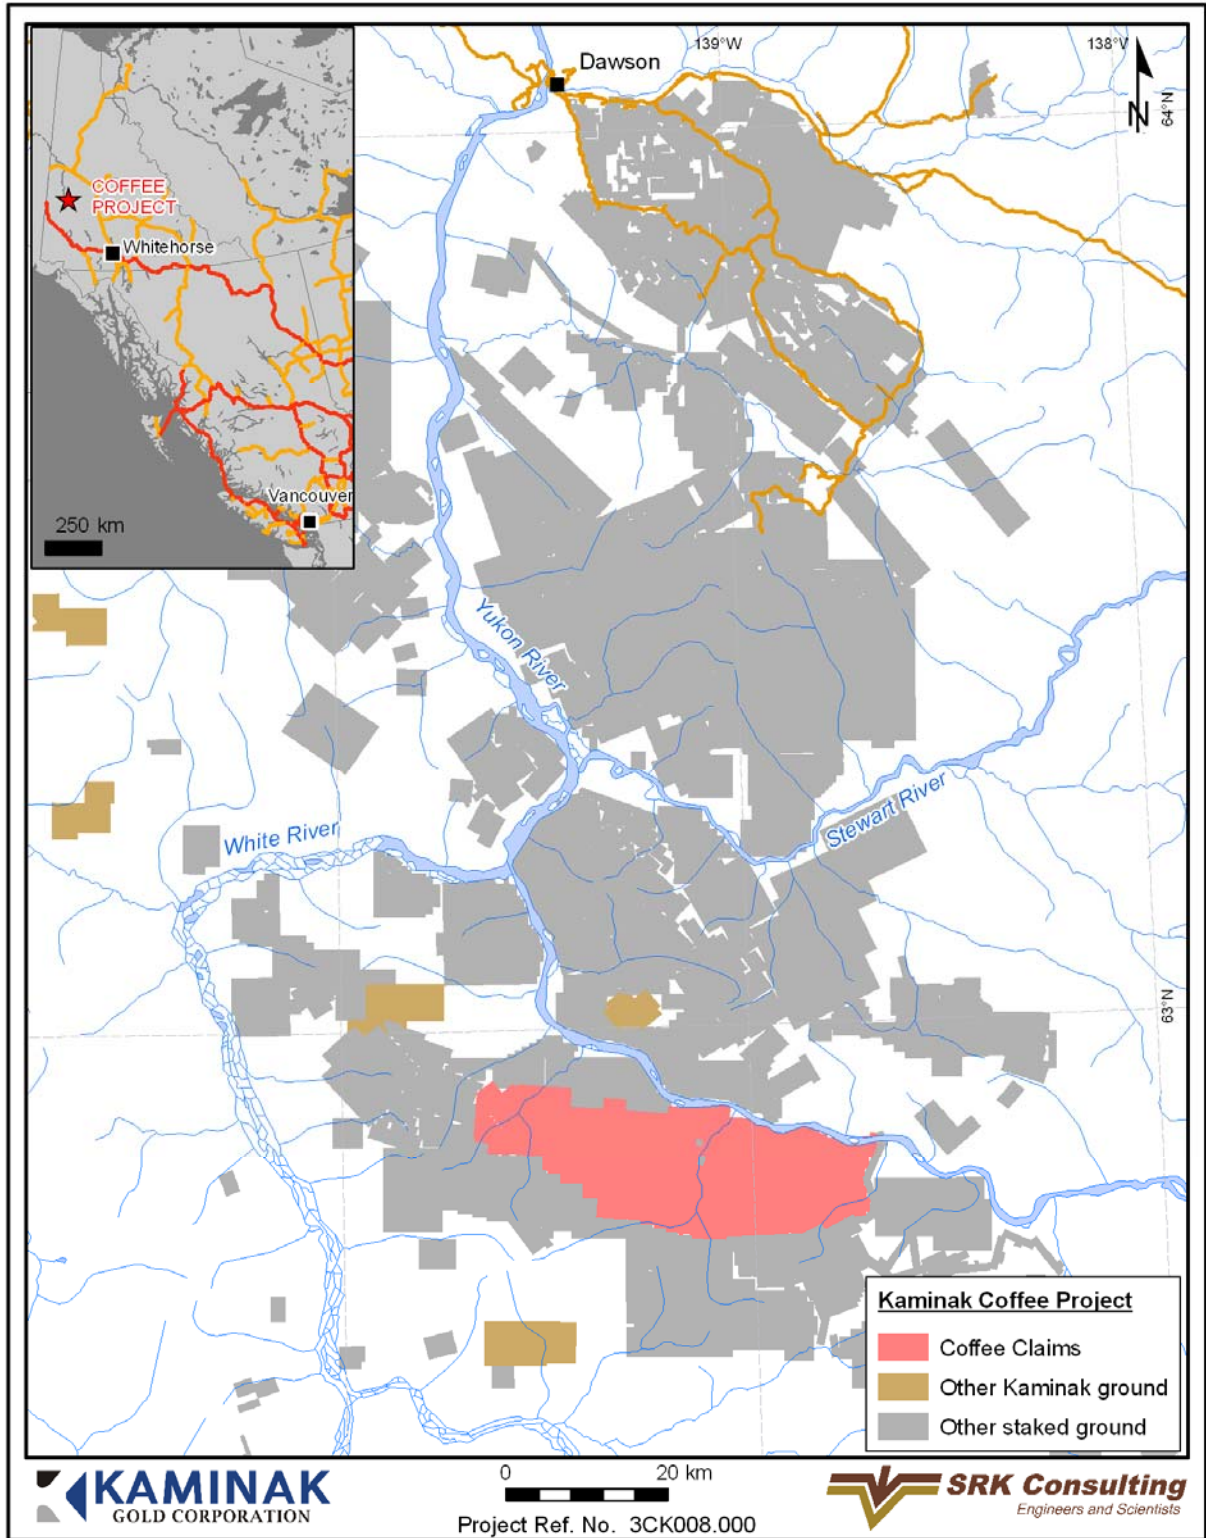 139°W
138°W
Dawson
64°N
N
COFFEE
PROJECT
Whitehorse
Vancouver
250 km
Yukon River
Stewart River
White River
63°N
Kaminak Coffee Project
Coffee Claims
Other Kaminak ground
Other staked ground
KAMINAK
GOLD CORPORATION
0 20 km
Project Ref. No. 3CK008.000
SRK Consulting
Engineers and Scientists